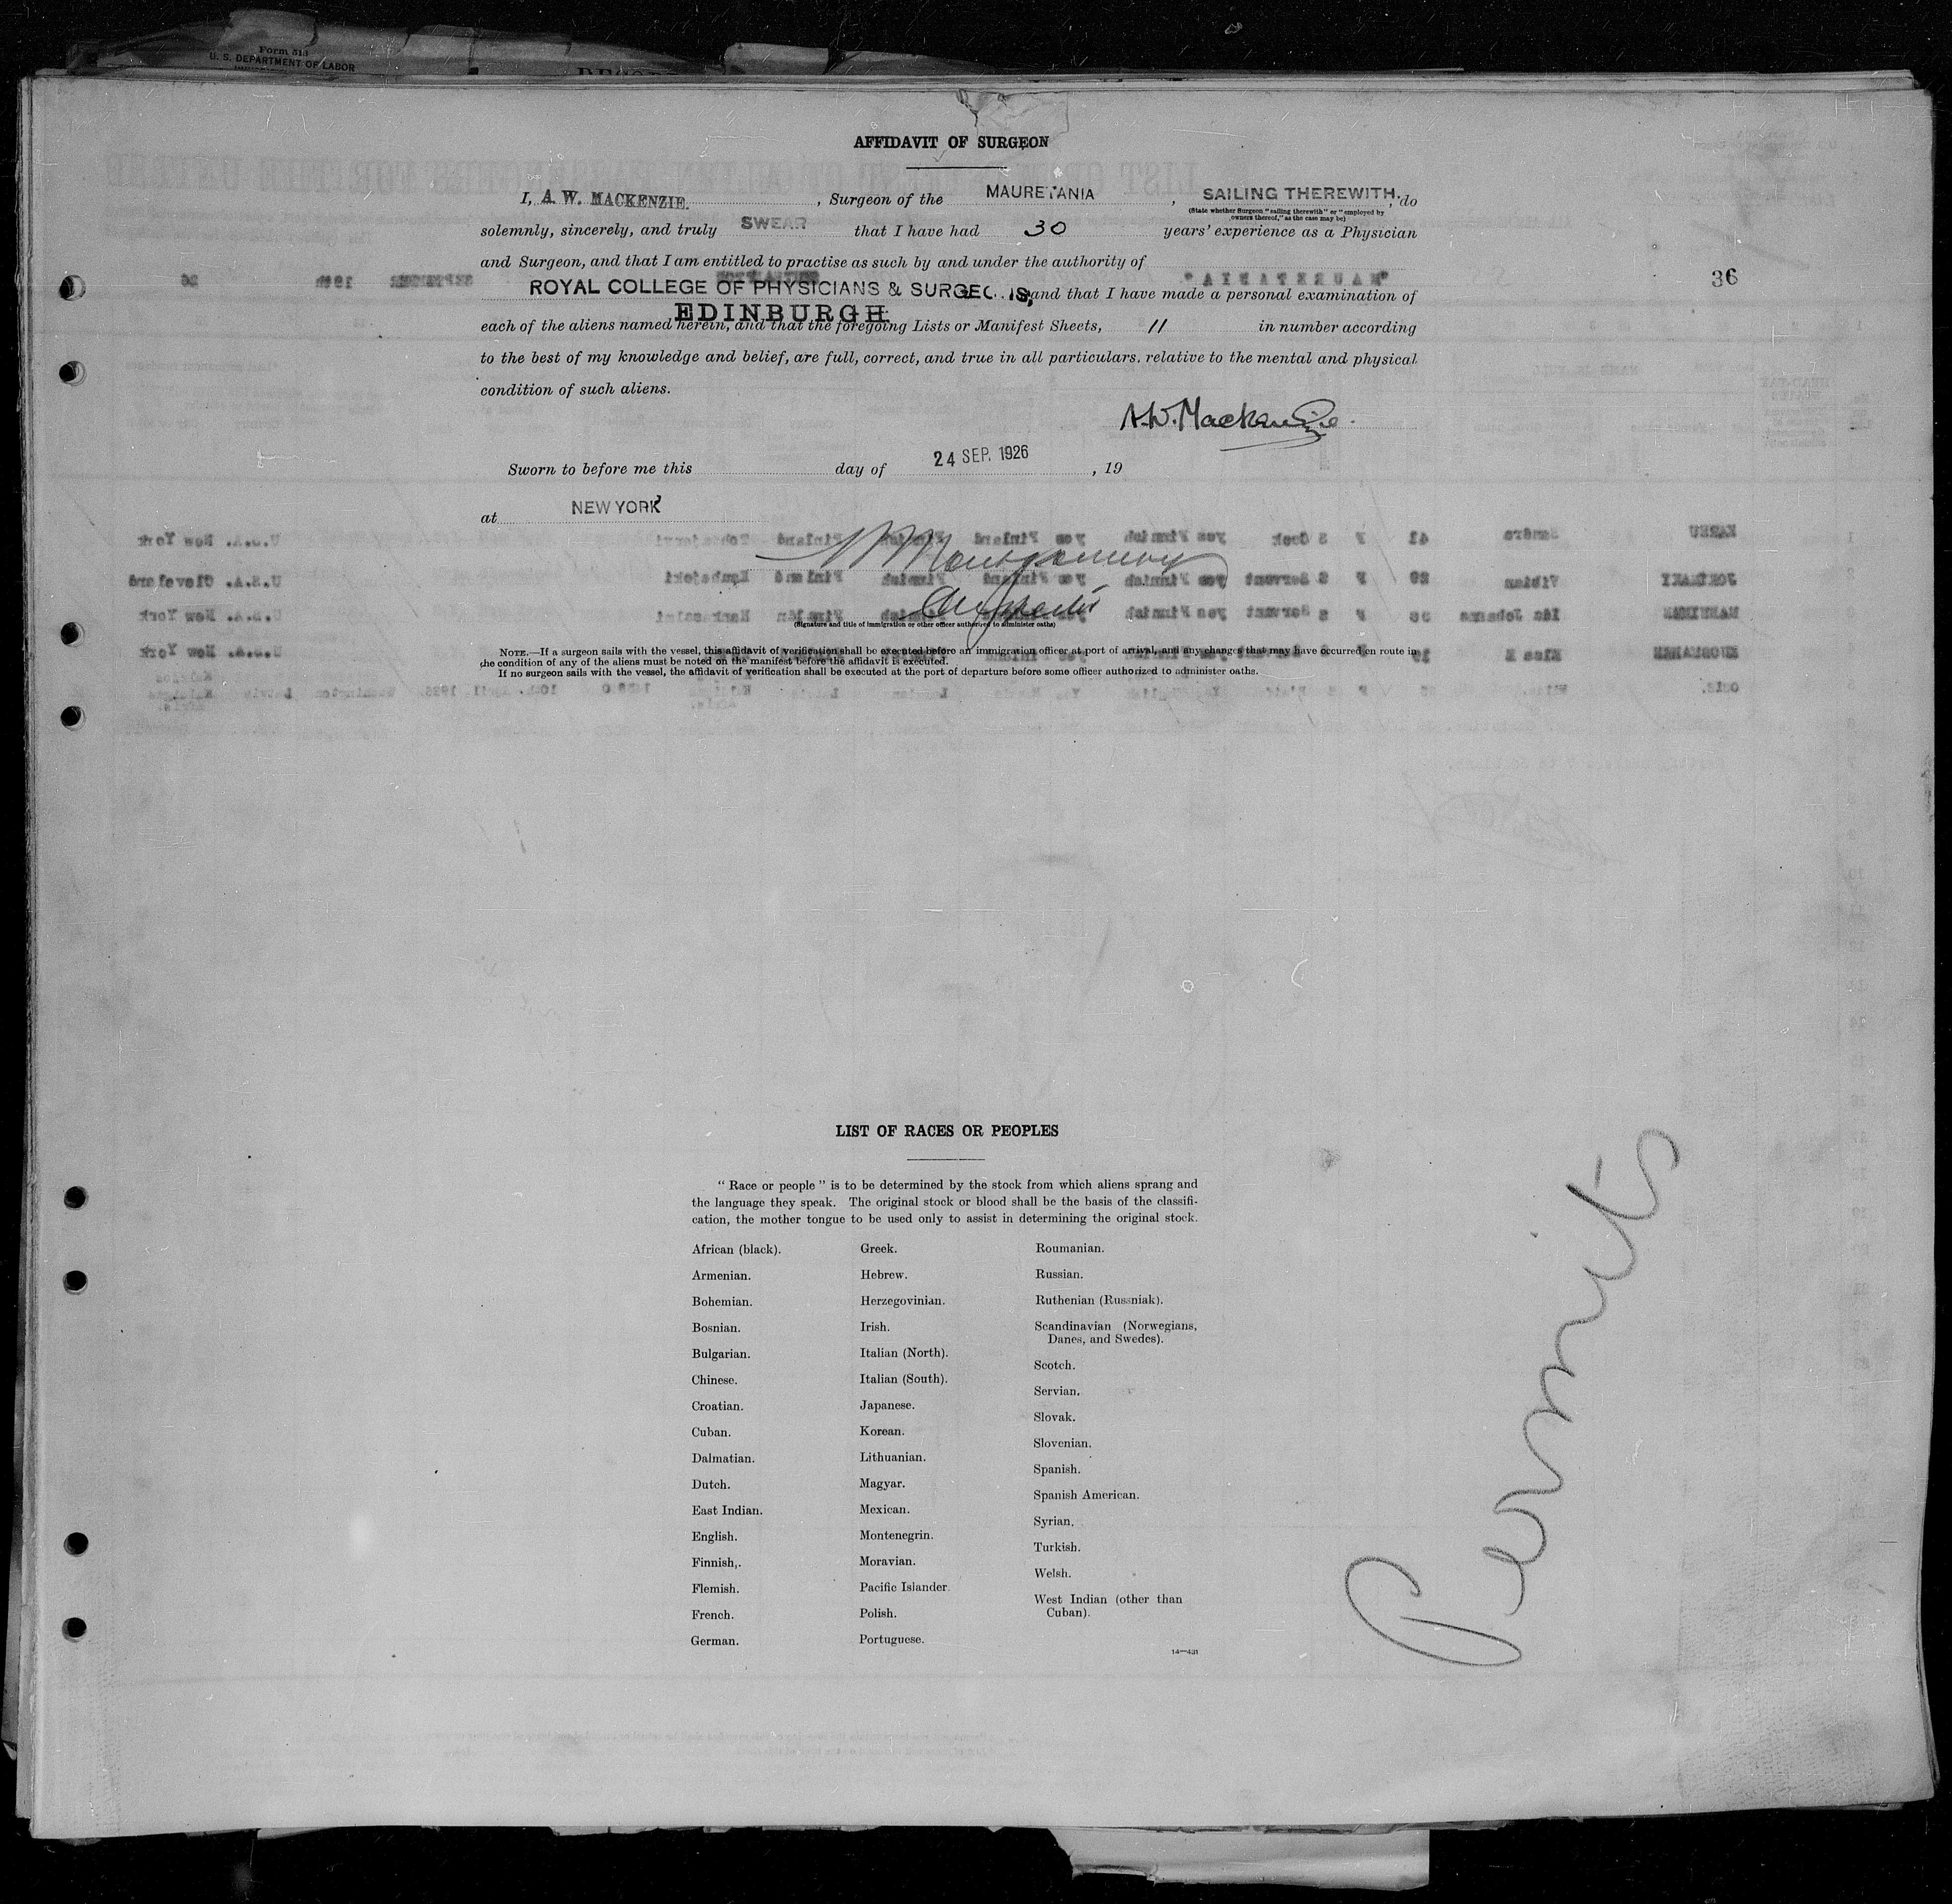 Form 513
U. S. DEPARTMENT OF LABOR
AFFIDAVIT OF SURGEON
I, A. W. MACKENZIE. , Surgeon of the MAURETANIA , SAILING THEREWITH. , do
(State whether Surgeon "sailing therewith" or "employed by
owners thereof," as the case may be)
solemnly, sincerely, and truly SWEAR that I have had 30 years' experience as a Physician
and Surgeon, and that I am entitled to practise as such by and under the authority of
36
ROYAL COLLEGE OF PHYSICIANS & and that I have made a personal examination of
EDINBURGH
each of the aliens named herein, and that the foregoing Lists or Manifest Sheets, 11 in number according
to the best of my knowledge and belief, are full, correct, and true in all particulars. relative to the mental and physical
condition of such aliens.
A.W. Mackenzie.
Sworn to before me this day of 24 SEP. 1926 , 19
at NEW YORK
Montgomery
(Signature and title of immigration or other officer authorized to administer oaths)
NOTE.—If a surgeon sails with the vessel, this affidavit of verification shall be executed before an immigration officer at port of arrival, and any changes that may have occurred en route in
the condition of any of the aliens must be noted on the manifest before the affidavit is executed.
If no surgeon sails with the vessel, the affidavit of verification shall be executed at the port of departure before some officer authorized to administer oaths.
LIST OF RACES OR PEOPLES
" Race or people " is to be determined by the stock from which aliens sprang and
the language they speak. The original stock or blood shall be the basis of the classifi-
cation, the mother tongue to be used only to assist in determining the original stock.
African (black).
Armenian.
Bohemian.
Bosnian.
Bulgarian.
Chinese.
Croatian.
Cuban.
Dalmatian.
Dutch.
East Indian.
English.
Finnish,.
Flemish.
French.
German.
Greek.
Hebrew.
Herzegovinian.
Irish.
Italian (North).
Italian (South).
Japanese.
Korean.
Lithuanian.
Magyar.
Mexican.
Montenegrin.
Moravian.
Pacific Islander.
Polish.
Portuguese.
Roumanian.
Russian.
Ruthenian (Russniak).
Scandinavian (Norwegians,
Danes, and Swedes).
Scotch.
Servian.
Slovak.
Slovenian.
Spanish.
Spanish American.
Syrian.
Turkish.
Welsh.
West Indian (other than
Cuban).
14—431
Permits